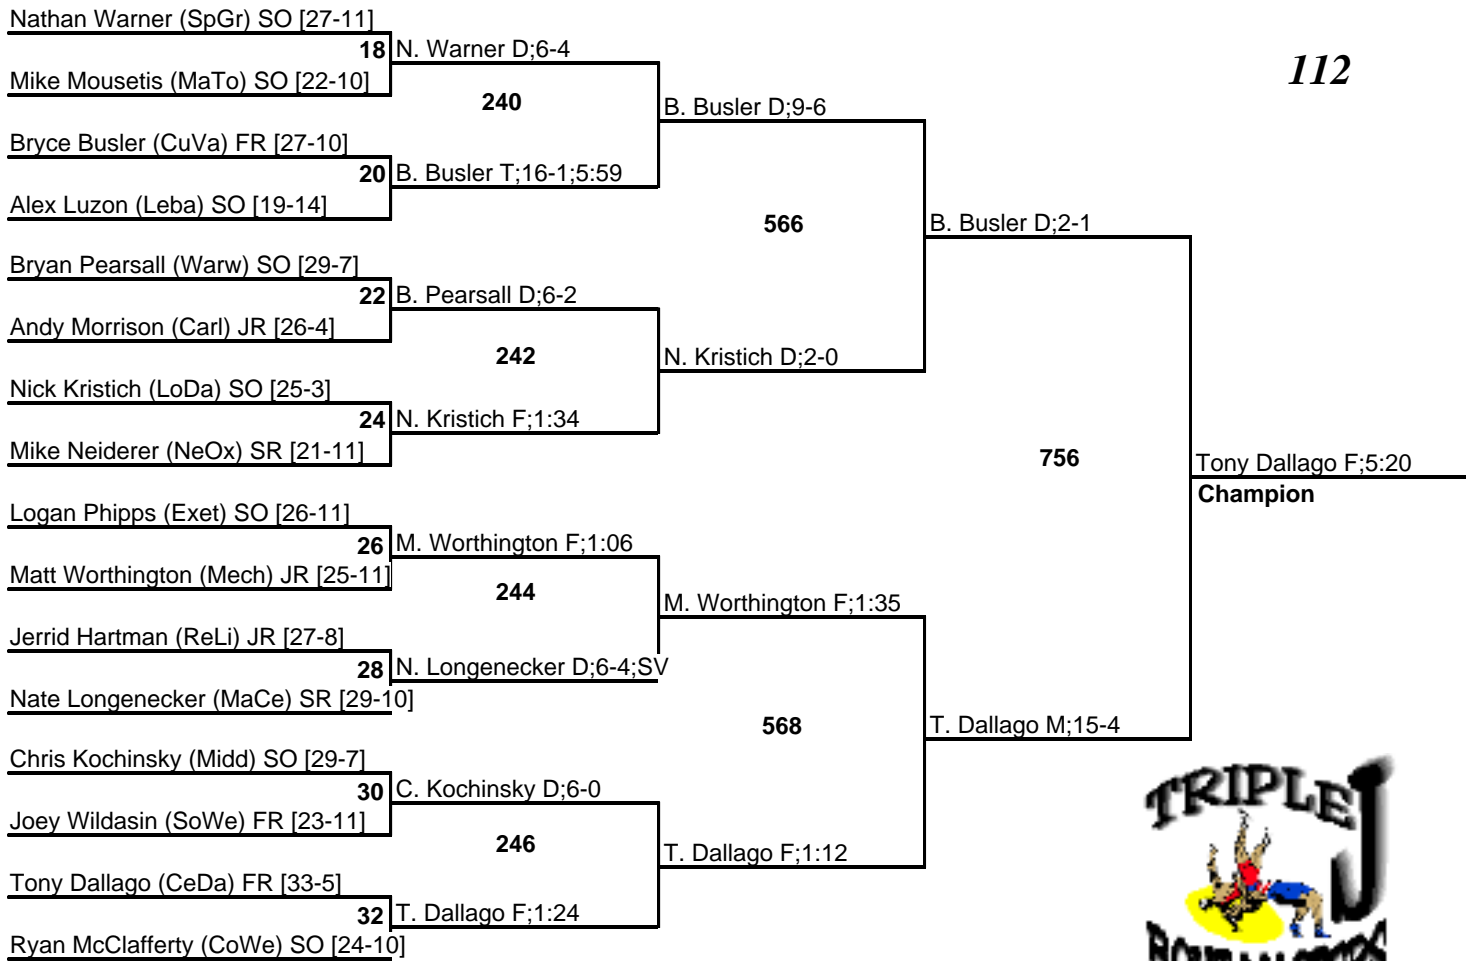 Nathan Warner (SpGr) SO [27-11]
18 N. Warner D;6-4
112
Mike Mousetis (MaTo) SO [22-10]
240
B. Busler D;9-6
Bryce Busler (CuVa) FR [27-10]
20 B. Busler T;16-1;5:59
Alex Luzon (Leba) SO [19-14]
566
B. Busler D;2-1
Bryan Pearsall (Warw) SO [29-7]
22 B. Pearsall D;6-2
Andy Morrison (Carl) JR [26-4]
242
N. Kristich D;2-0
Nick Kristich (LoDa) SO [25-3]
24 N. Kristich F;1:34
Mike Neiderer (NeOx) SR [21-11]
756
Tony Dallago F;5:20
Champion
Logan Phipps (Exet) SO [26-11]
26 M. Worthington F;1:06
Matt Worthington (Mech) JR [25-11]
244
M. Worthington F;1:35
Jerrid Hartman (ReLi) JR [27-8]
28 N. Longenecker D;6-4;SV
Nate Longenecker (MaCe) SR [29-10]
568
T. Dallago M;15-4
Chris Kochinsky (Midd) SO [29-7]
30 C. Kochinsky D;6-0
Joey Wildasin (SoWe) FR [23-11]
246
T. Dallago F;1:12
Tony Dallago (CeDa) FR [33-5]
32 T. Dallago F;1:24
Ryan McClafferty (CoWe) SO [24-10]
TRIPLE J